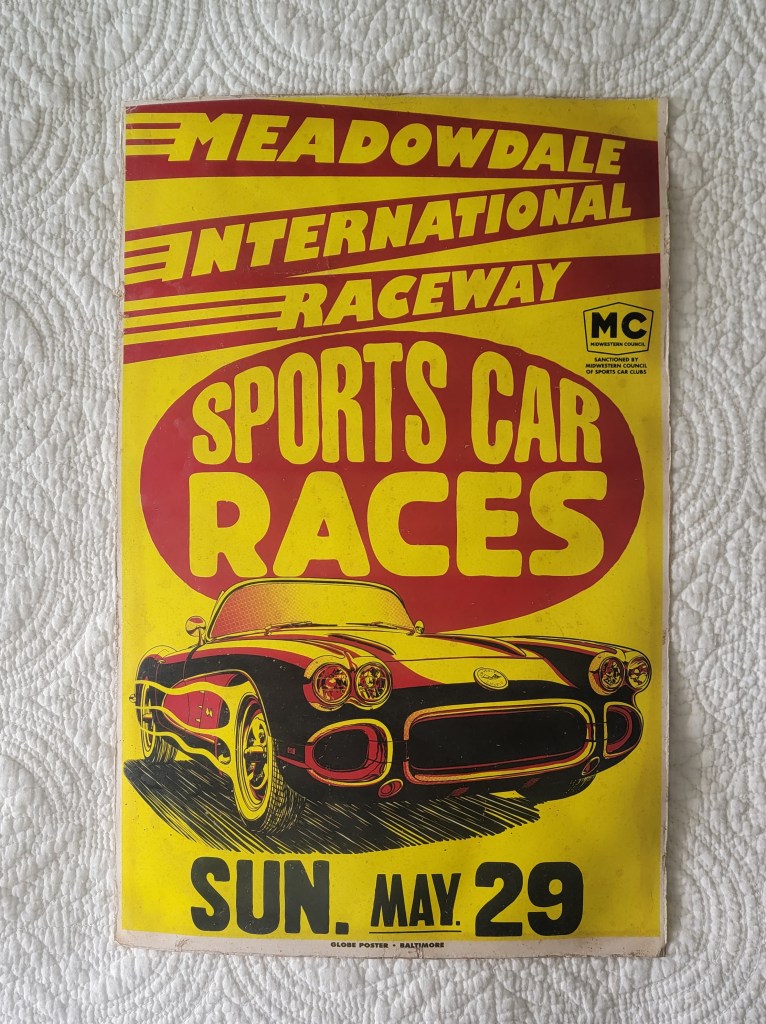 MEADOWDALE
INTERNATIONAL
RACEWAY
MC
MIDWESTERN COUNCIL
SANCTIONED BY
MIDWESTERN COUNCIL
OF SPORTS CAR CLUBS
SPORTS CAR
RACES
SUN. MAY. 29
GLOBE POSTER • BALTIMORE